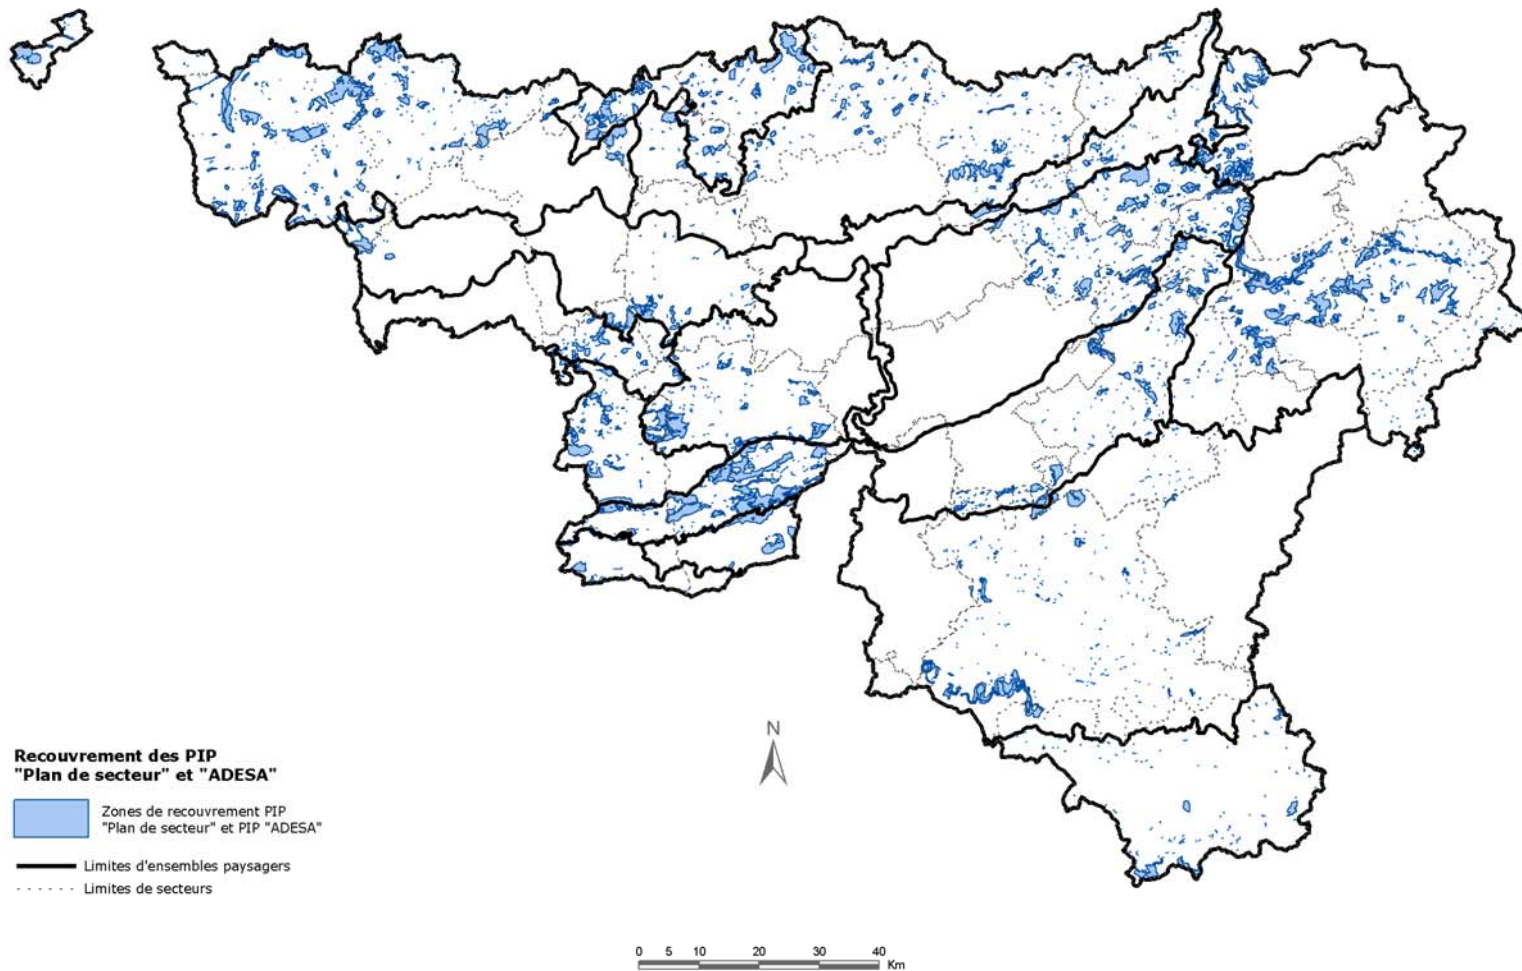 N
Recouvrement des PIP
"Plan de secteur" et "ADESA"
Zones de recouvrement PIP
"Plan de secteur" et PIP "ADESA"
Limites d'ensembles paysagers
Limites de secteurs
0 5 10 20 30 40
Km